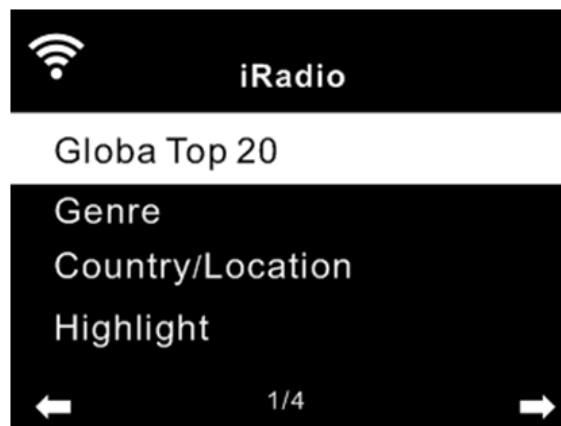 iRadio
Globa Top 20
Genre
Country/Location
Highlight
1/4